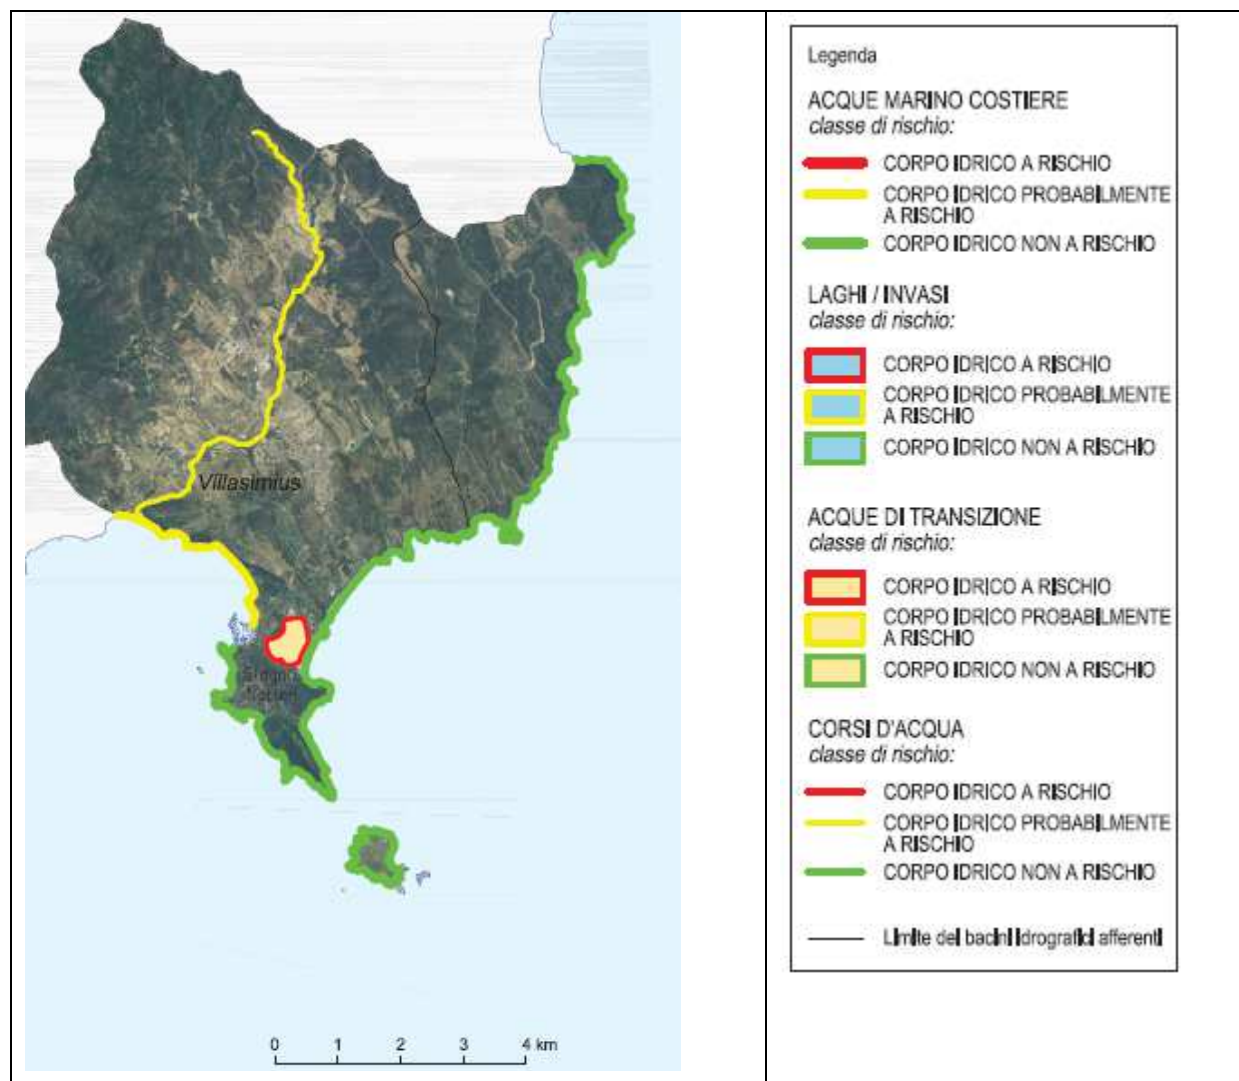 Villasimius
0 1 2 3 4 km
Legenda
ACQUE MARINO COSTIERE
classe di rischio:
CORPO IDRICO A RISCHIO
CORPO IDRICO PROBABILMENTE
A RISCHIO
CORPO IDRICO NON A RISCHIO
LAGHI / INVASI
classe di rischio:
CORPO IDRICO A RISCHIO
CORPO IDRICO PROBABILMENTE
A RISCHIO
CORPO IDRICO NON A RISCHIO
ACQUE DI TRANSIZIONE
classe di rischio:
CORPO IDRICO A RISCHIO
CORPO IDRICO PROBABILMENTE
A RISCHIO
CORPO IDRICO NON A RISCHIO
CORSI D'ACQUA
classe di rischio:
CORPO IDRICO A RISCHIO
CORPO IDRICO PROBABILMENTE
A RISCHIO
CORPO IDRICO NON A RISCHIO
Limite dei bacini idrografici afferenti